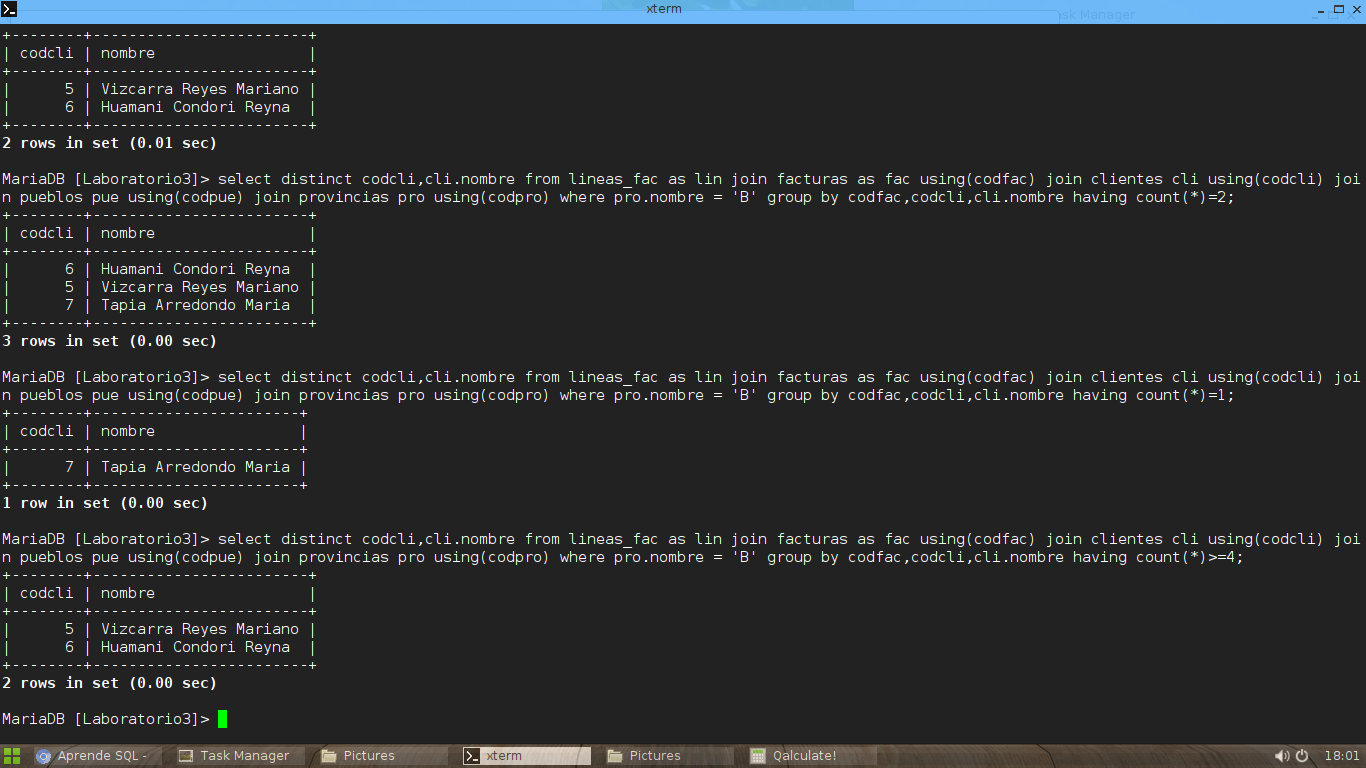 xterm
Task Manager
+--------+------------------------+
| codcli | nombre                 |
+--------+------------------------+
|      5 | Vizcarra Reyes Mariano |
|      6 | Huamani Condori Reyna  |
+--------+------------------------+
2 rows in set (0.01 sec)
MariaDB [Laboratorio3]> select distinct codcli,cli.nombre from lineas_fac as lin join facturas as fac using(codfac) join clientes cli using(codcli) joi
n pueblos pue using(codpue) join provincias pro using(codpro) where pro.nombre = 'B' group by codfac,codcli,cli.nombre having count(*)=2;
+--------+------------------------+
| codcli | nombre                 |
+--------+------------------------+
|      6 | Huamani Condori Reyna  |
|      5 | Vizcarra Reyes Mariano |
|      7 | Tapia Arredondo Maria  |
+--------+------------------------+
3 rows in set (0.00 sec)
MariaDB [Laboratorio3]> select distinct codcli,cli.nombre from lineas_fac as lin join facturas as fac using(codfac) join clientes cli using(codcli) joi
n pueblos pue using(codpue) join provincias pro using(codpro) where pro.nombre = 'B' group by codfac,codcli,cli.nombre having count(*)=1;
+--------+-----------------------+
| codcli | nombre                |
+--------+-----------------------+
|      7 | Tapia Arredondo Maria |
+--------+-----------------------+
1 row in set (0.00 sec)
MariaDB [Laboratorio3]> select distinct codcli,cli.nombre from lineas_fac as lin join facturas as fac using(codfac) join clientes cli using(codcli) joi
n pueblos pue using(codpue) join provincias pro using(codpro) where pro.nombre = 'B' group by codfac,codcli,cli.nombre having count(*)>=4;
+--------+------------------------+
| codcli | nombre                 |
+--------+------------------------+
|      5 | Vizcarra Reyes Mariano |
|      6 | Huamani Condori Reyna  |
+--------+------------------------+
2 rows in set (0.00 sec)
MariaDB [Laboratorio3]>
Aprende SQL - Task Manager Pictures xterm Pictures Qalculate! 18:01